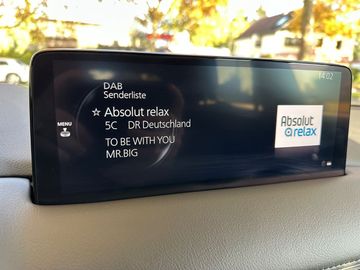 14:02
DAB
Senderliste
☆ Absolut relax
5C DR Deutschland
TO BE WITH YOU
MR.BIG
MENU
Absolut
relax